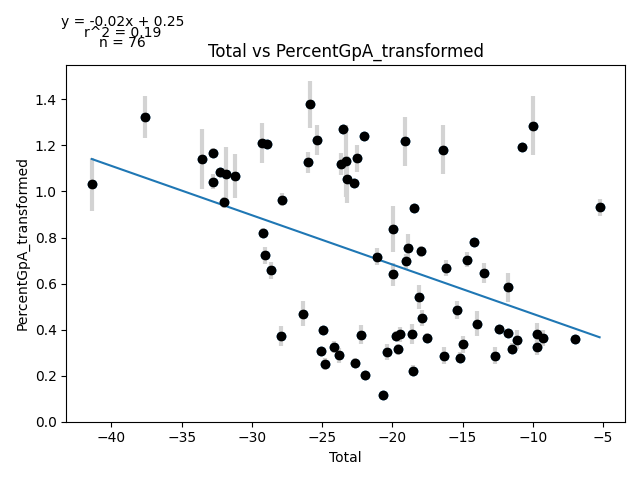 y = -0.02x + 0.25
r^2 = 0.19
n = 76
Total vs PercentGpA_transformed
PercentGpA_transformed
1.4
1.2
1.0
0.8
0.6
0.4
0.2
0.0
−40 −35 −30 −25 −20 −15 −10 −5
Total